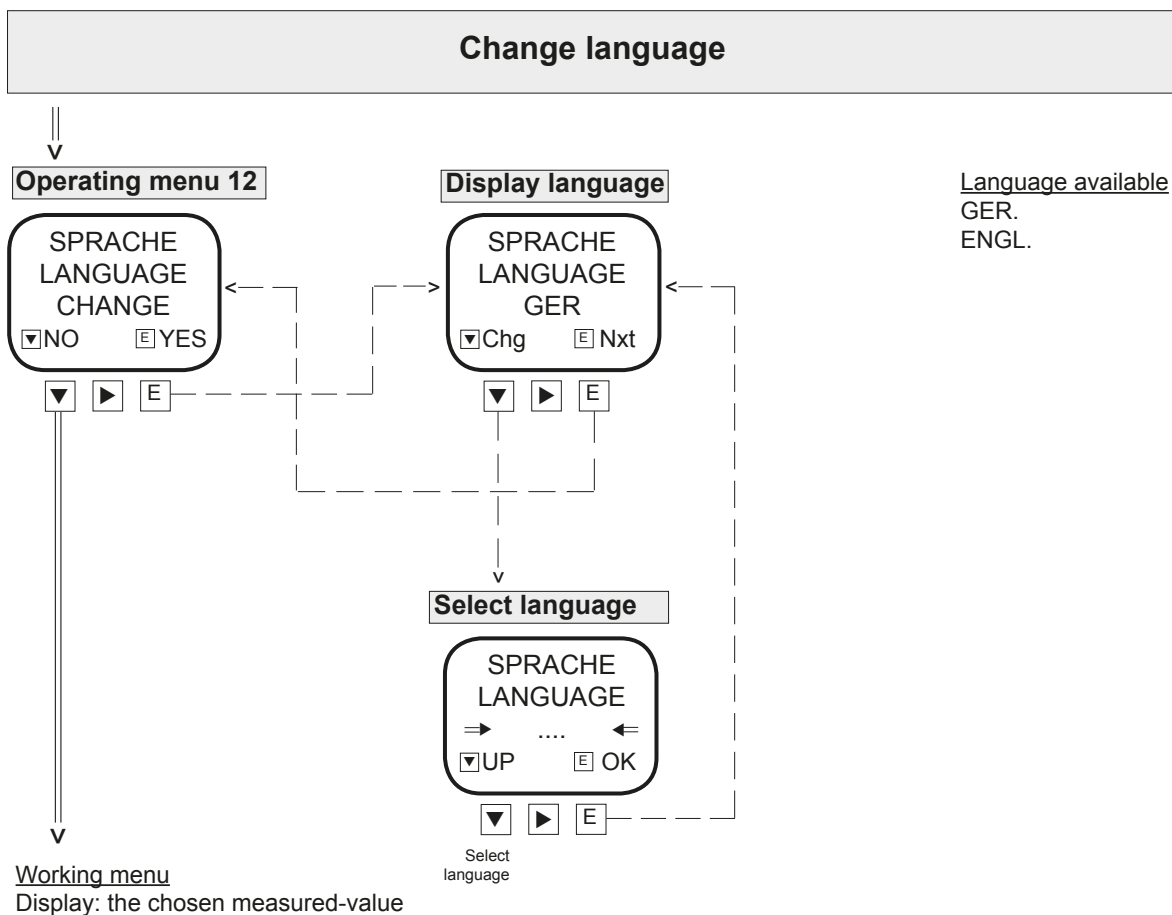 Change language
Operating menu 12
SPRACHE
LANGUAGE
CHANGE
▼NO E YES
▼ ▶ E
Display language
SPRACHE
LANGUAGE
GER
▼Chg E Nxt
▼ ▶ E
Language available
GER.
ENGL.
Select language
SPRACHE
LANGUAGE
⇒ .... ⇐
▼UP E OK
▼ ▶ E
Select
language
Working menu
Display: the chosen measured-value